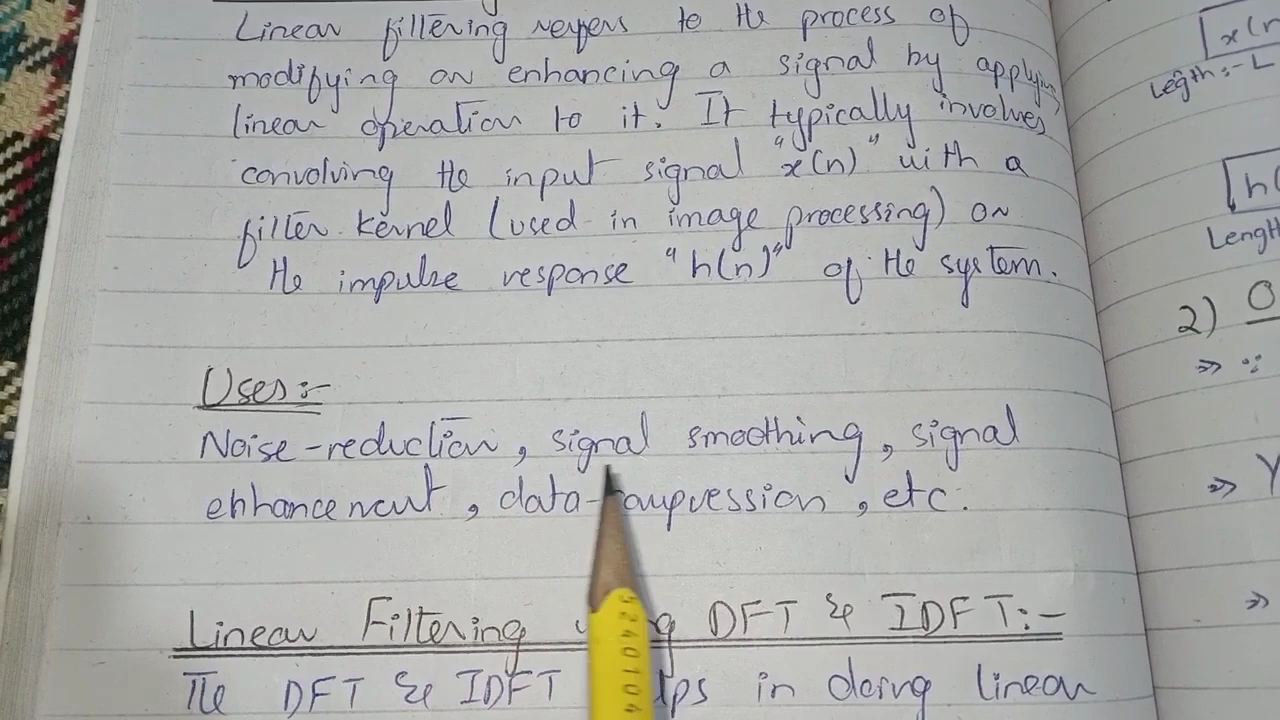 Linear filtering refers to the process of
modifying or enhancing a signal by applying
linear operation to it. It typically involves
convolving the input signal "x(n)" with a
filter kernel (used in image processing) or
the impulse response "h(n)" of the system.
Uses:-
Noise-reduction, signal smoothing, signal
enhancement, data-compression, etc.
Linear Filtering DFT & IDFT:-
The DFT & IDFT in doing linear
x(n
Length:- L
h(
Length
2) O
⇒ ∵
⇒ Y
⇒